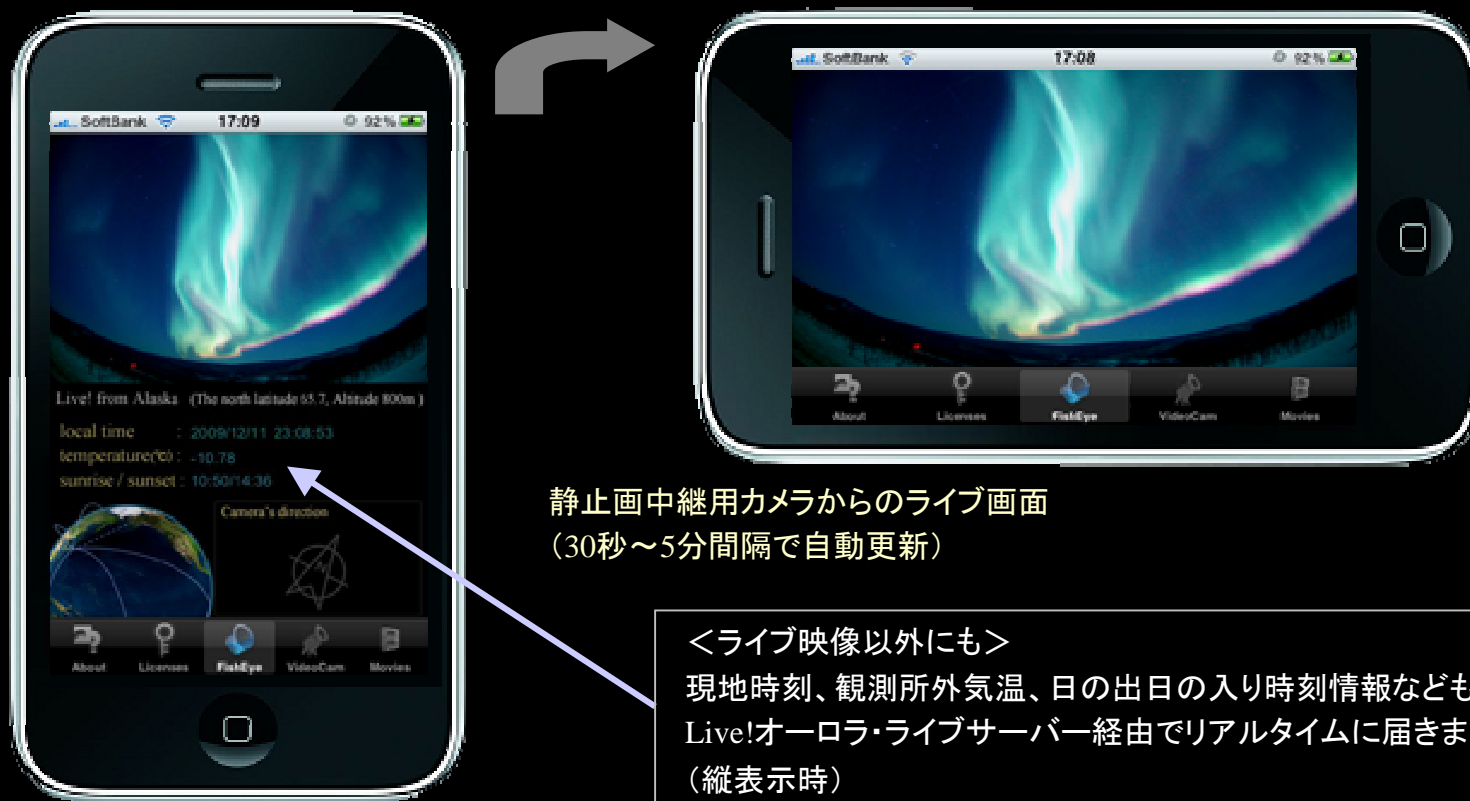 SoftBank 17:09 92%
Live! from Alaska (The north latitude 65.7, Altitude 800m )
local time : 2009/12/11 23:08:53
temperature(℃) : -10.78
sunrise / sunset : 10:50/14:36
Camera's direction
About Licenses FishEye VideoCam Movies
SoftBank 17:08 92%
About Licenses FishEye VideoCam Movies
静止画中継用カメラからのライブ画面
（30秒～5分間隔で自動更新）
＜ライブ映像以外にも＞
現地時刻、観測所外気温、日の出日の入り時刻情報なども
Live!オーロラ・ライブサーバー経由でリアルタイムに届きま
（縦表示時）